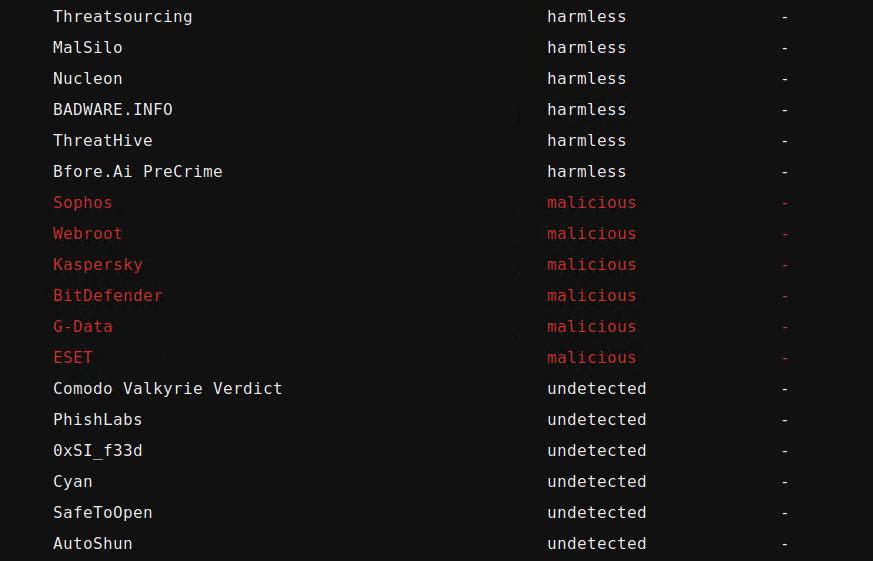 Threatsourcing harmless -
MalSilo harmless -
Nucleon harmless -
BADWARE.INFO harmless -
ThreatHive harmless -
Bfore.Ai PreCrime harmless -
Sophos malicious -
Webroot malicious -
Kaspersky malicious -
BitDefender malicious -
G-Data malicious -
ESET malicious -
Comodo Valkyrie Verdict undetected -
PhishLabs undetected -
0xSI_f33d undetected -
Cyan undetected -
SafeToOpen undetected -
AutoShun undetected -